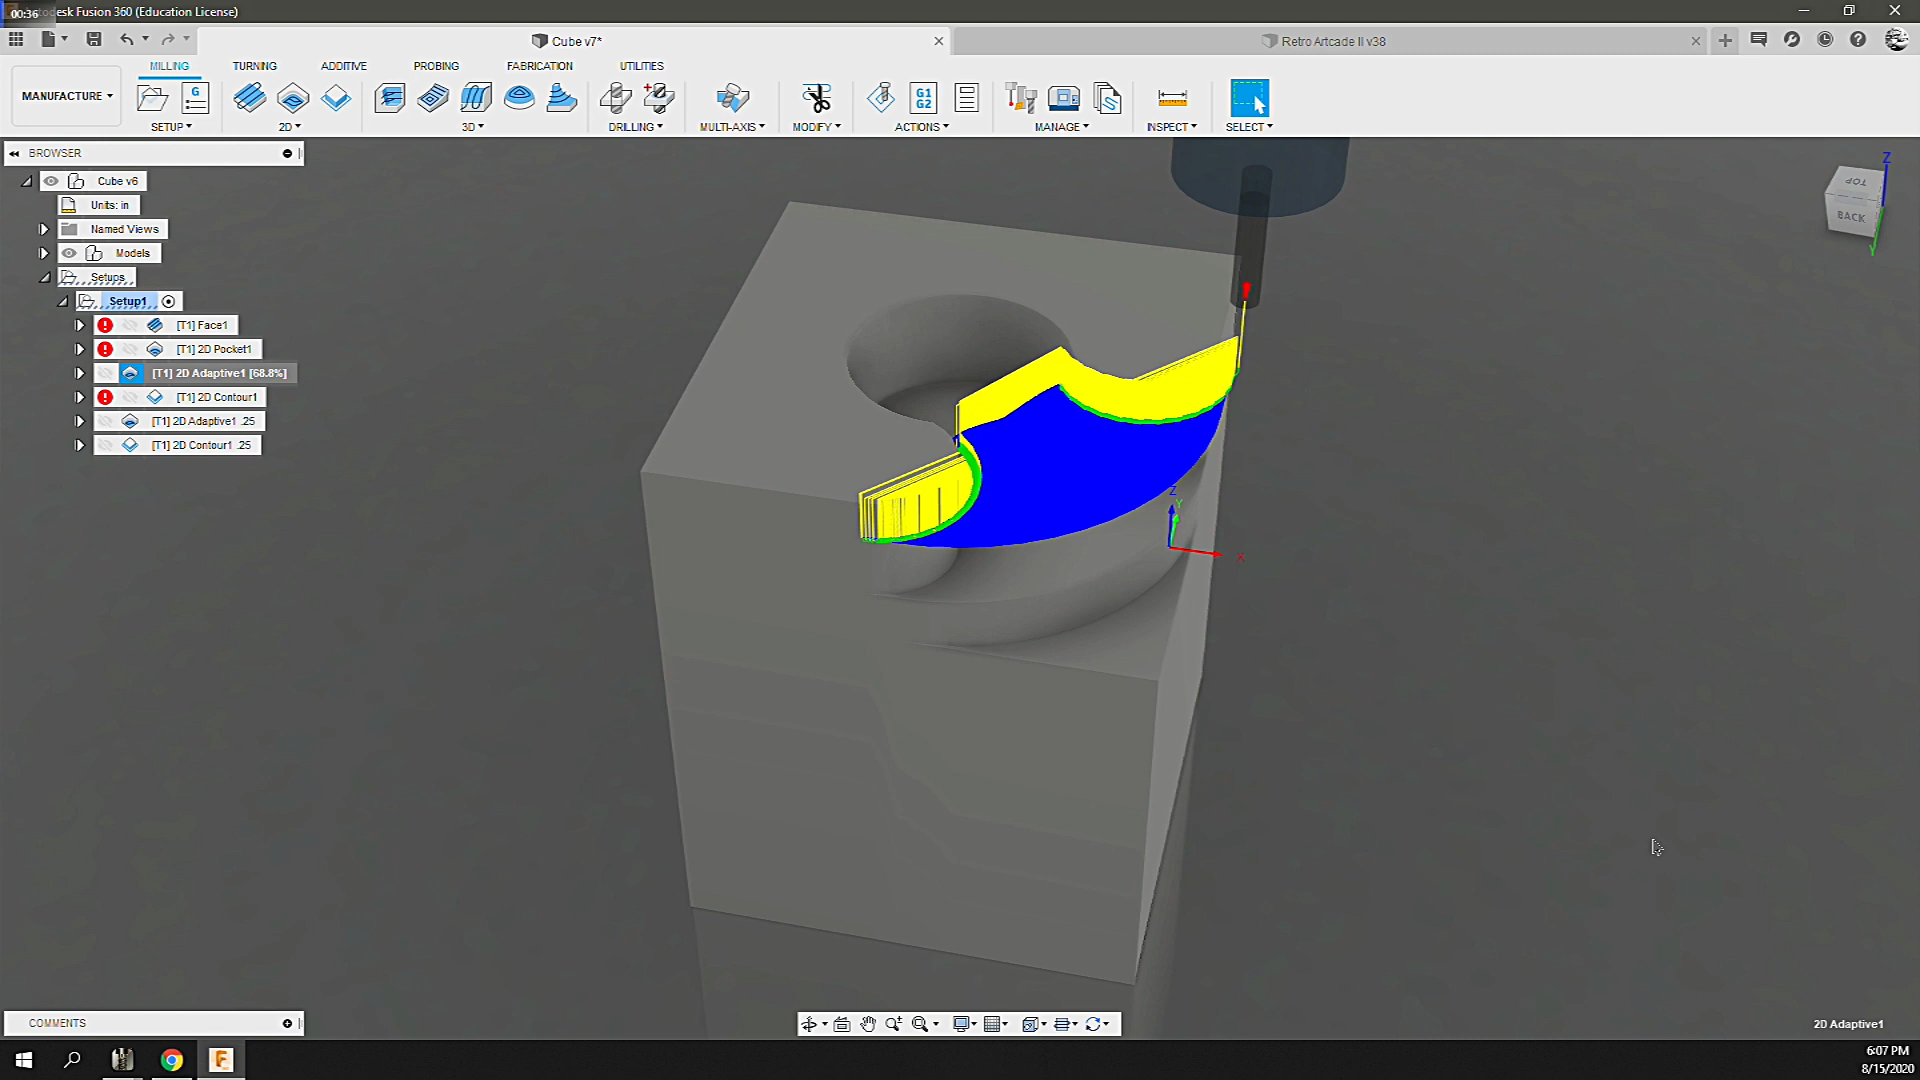 00:36
Autodesk Fusion 360 (Education License)
Cube v7*
Retro Artcade II v38
MILLING
TURNING
ADDITIVE
PROBING
FABRICATION
UTILITIES
MANUFACTURE
G
G1
G2
SETUP
2D
3D
DRILLING
MULTI-AXIS
MODIFY
ACTIONS
MANAGE
INSPECT
SELECT
BROWSER
Cube v6
Units: in
Named Views
Models
Setups
Setup1
[T1] Face1
[T1] 2D Pocket1
[T1] 2D Adaptive1 [68.8%]
[T1] 2D Contour1
[T1] 2D Adaptive1 .25
[T1] 2D Contour1 .25
Z
TOP
BACK
Y
Z
Y
X
COMMENTS
2D Adaptive1
F
6:07 PM
8/15/2020